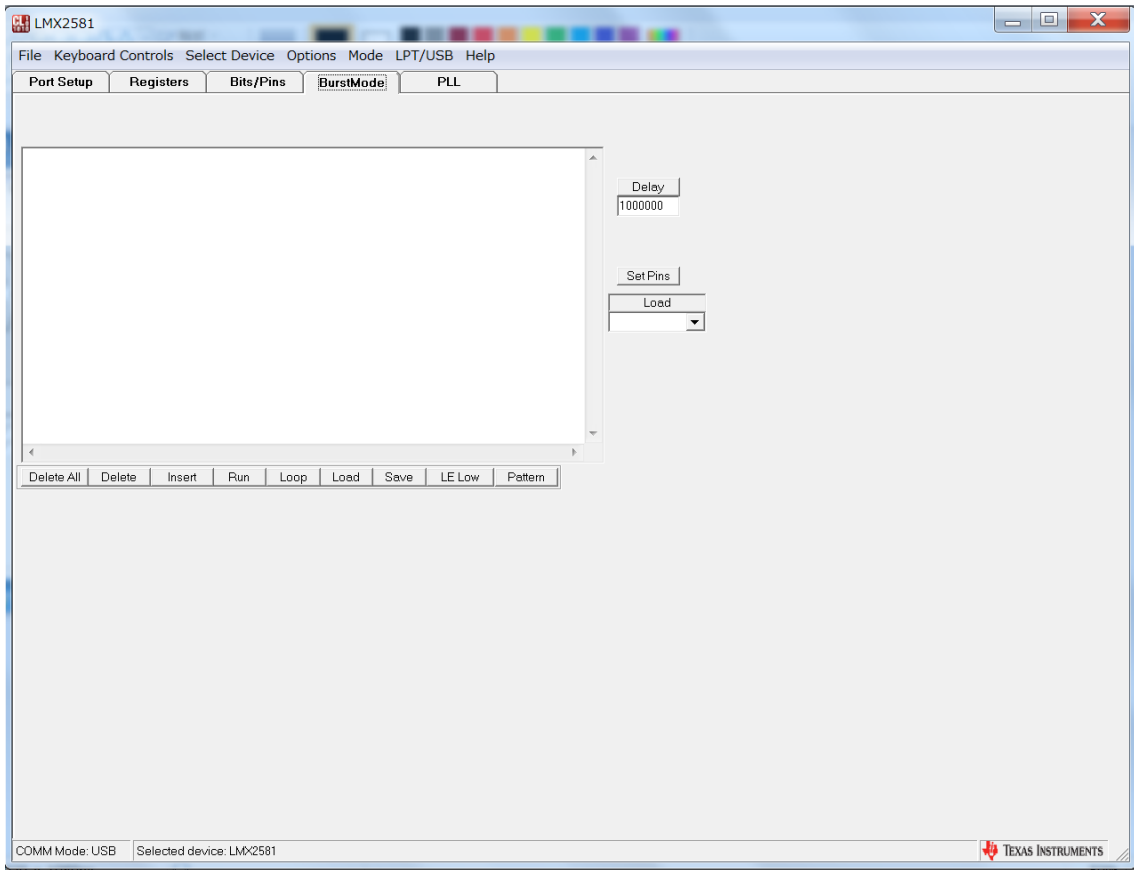 LMX2581
File Keyboard Controls Select Device Options Mode LPT/USB Help
Port Setup Registers Bits/Pins BurstMode PLL
Delay
1000000
Set Pins
Load
Delete All Delete Insert Run Loop Load Save LE Low Pattern
COMM Mode: USB Selected device: LMX2581 TEXAS INSTRUMENTS